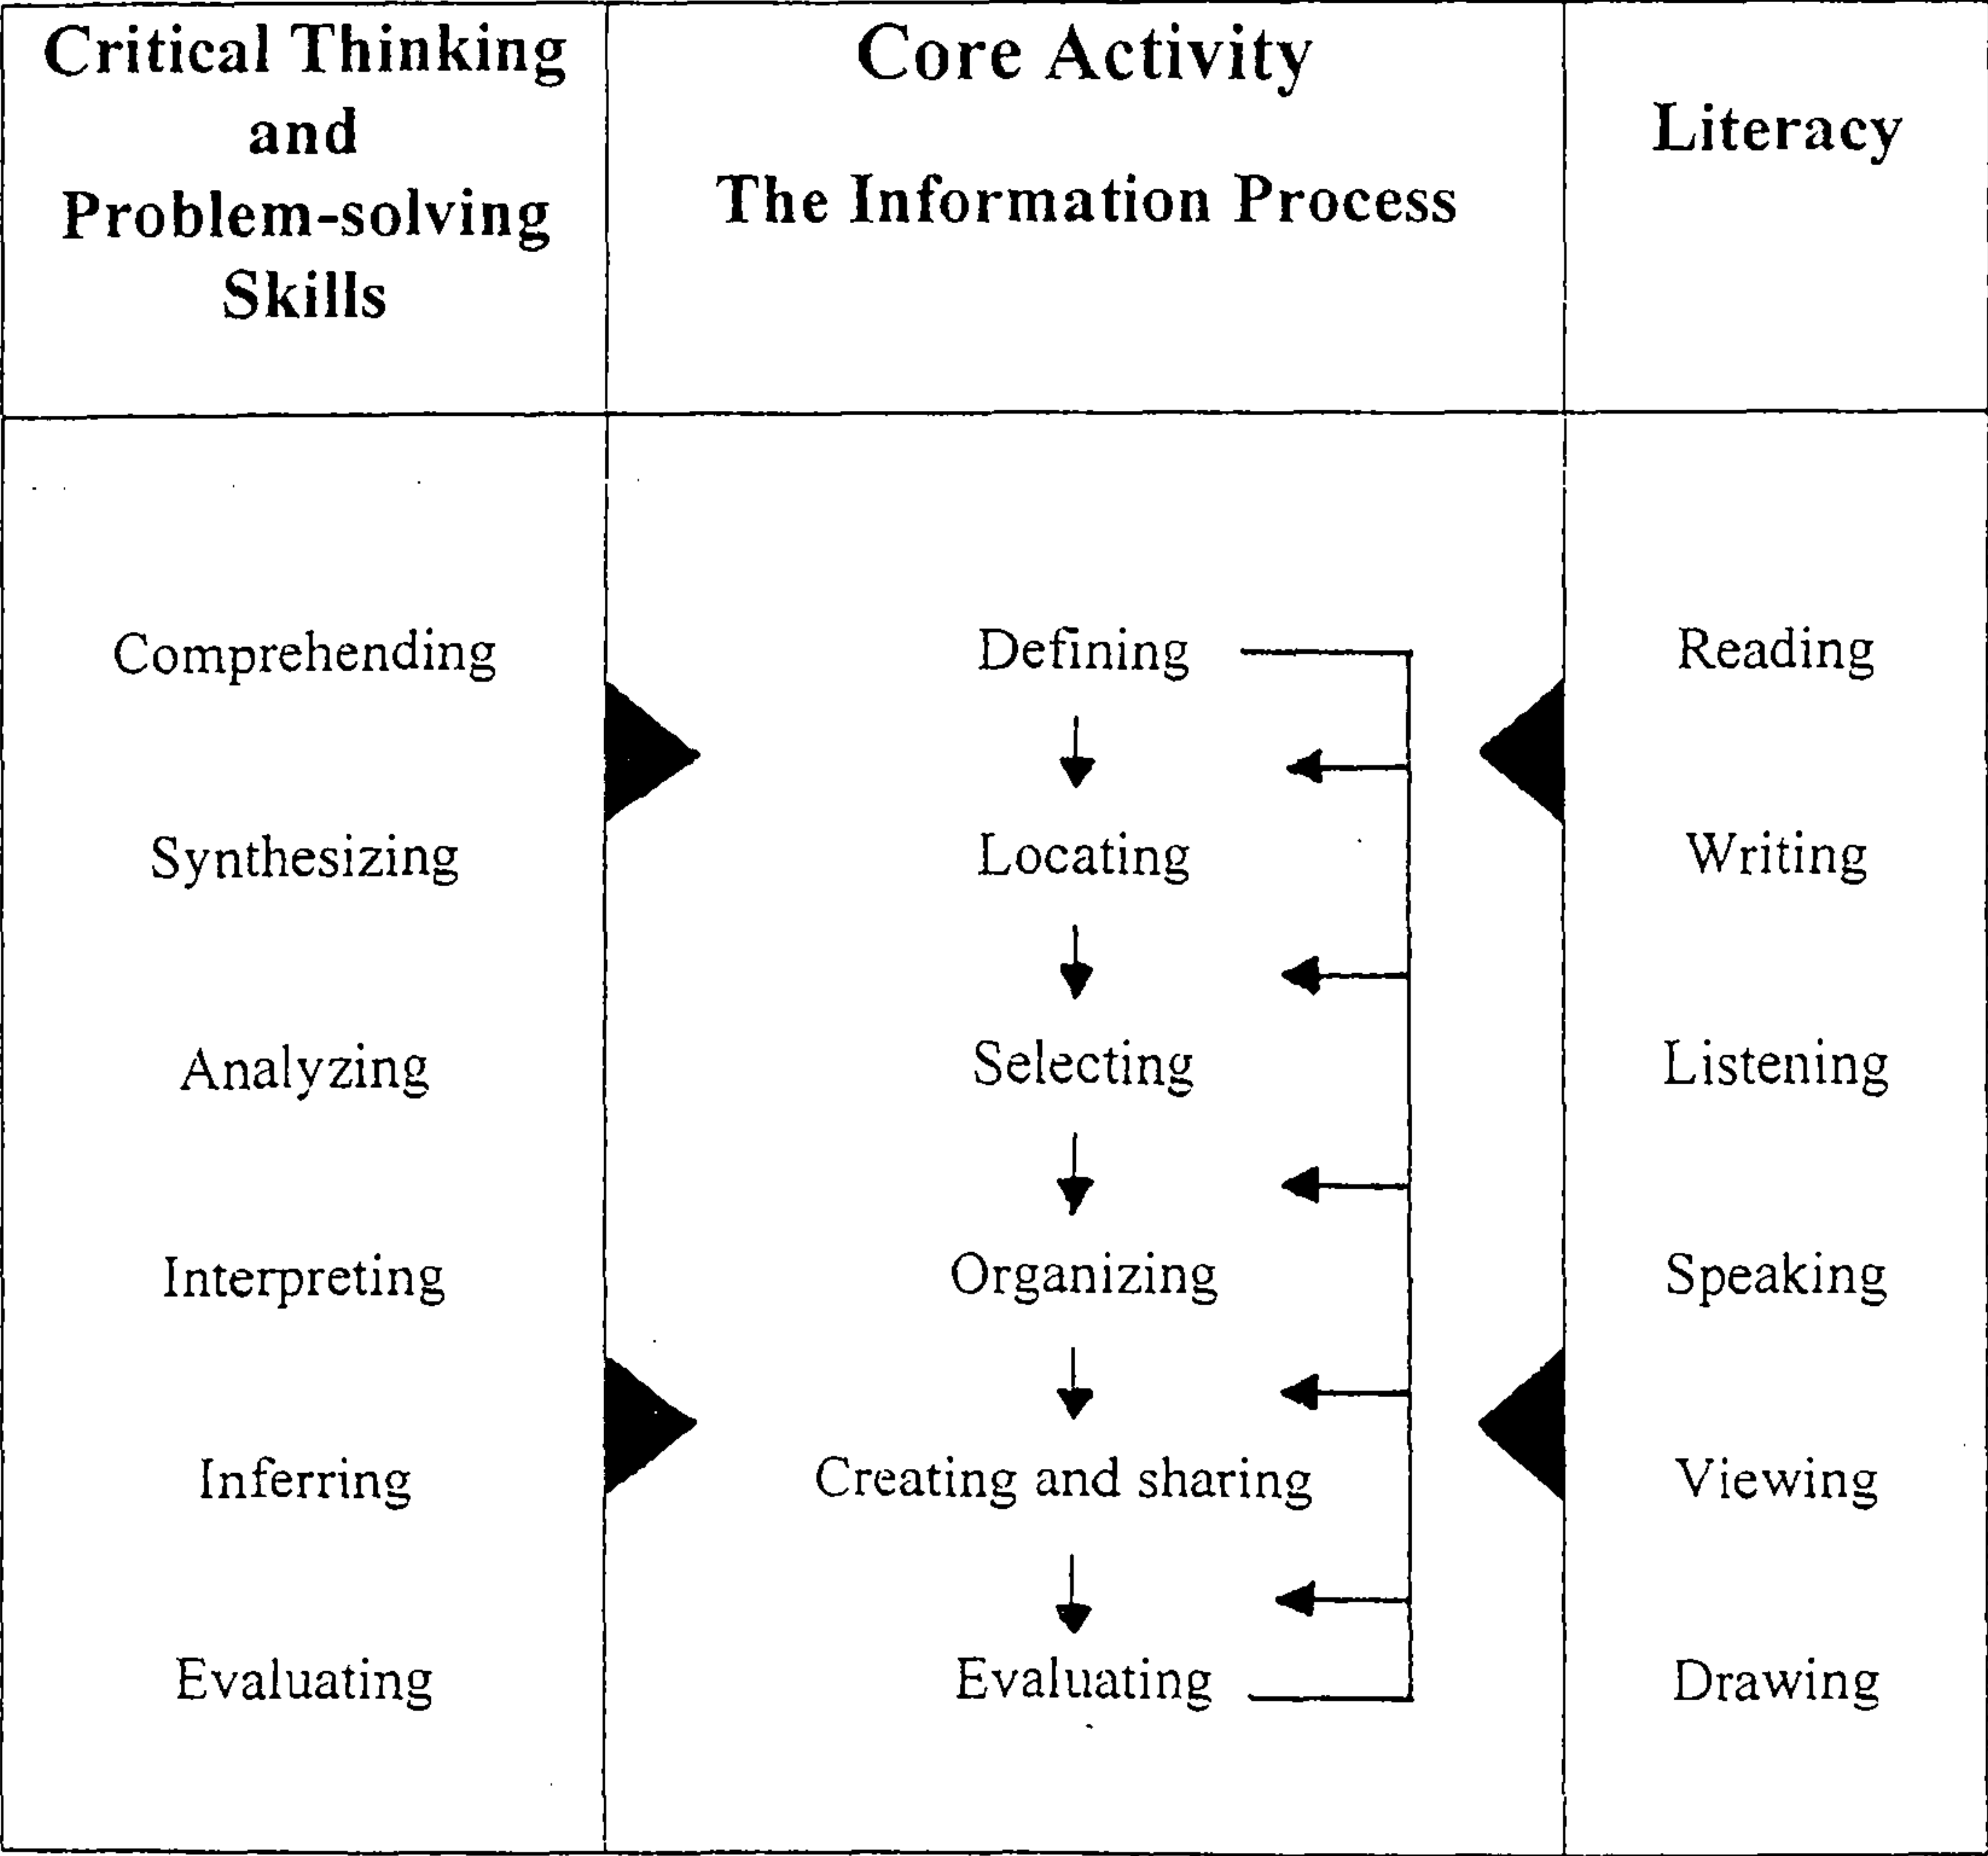 Critical Thinking
and
Problem-solving
Skills
Core Activity
The Information Process
Literacy
Comprehending
Defining
Reading
Synthesizing
Locating
Writing
Analyzing
Selecting
Listening
Interpreting
Organizing
Speaking
Inferring
Creating and sharing
Viewing
Evaluating
Evaluating
Drawing